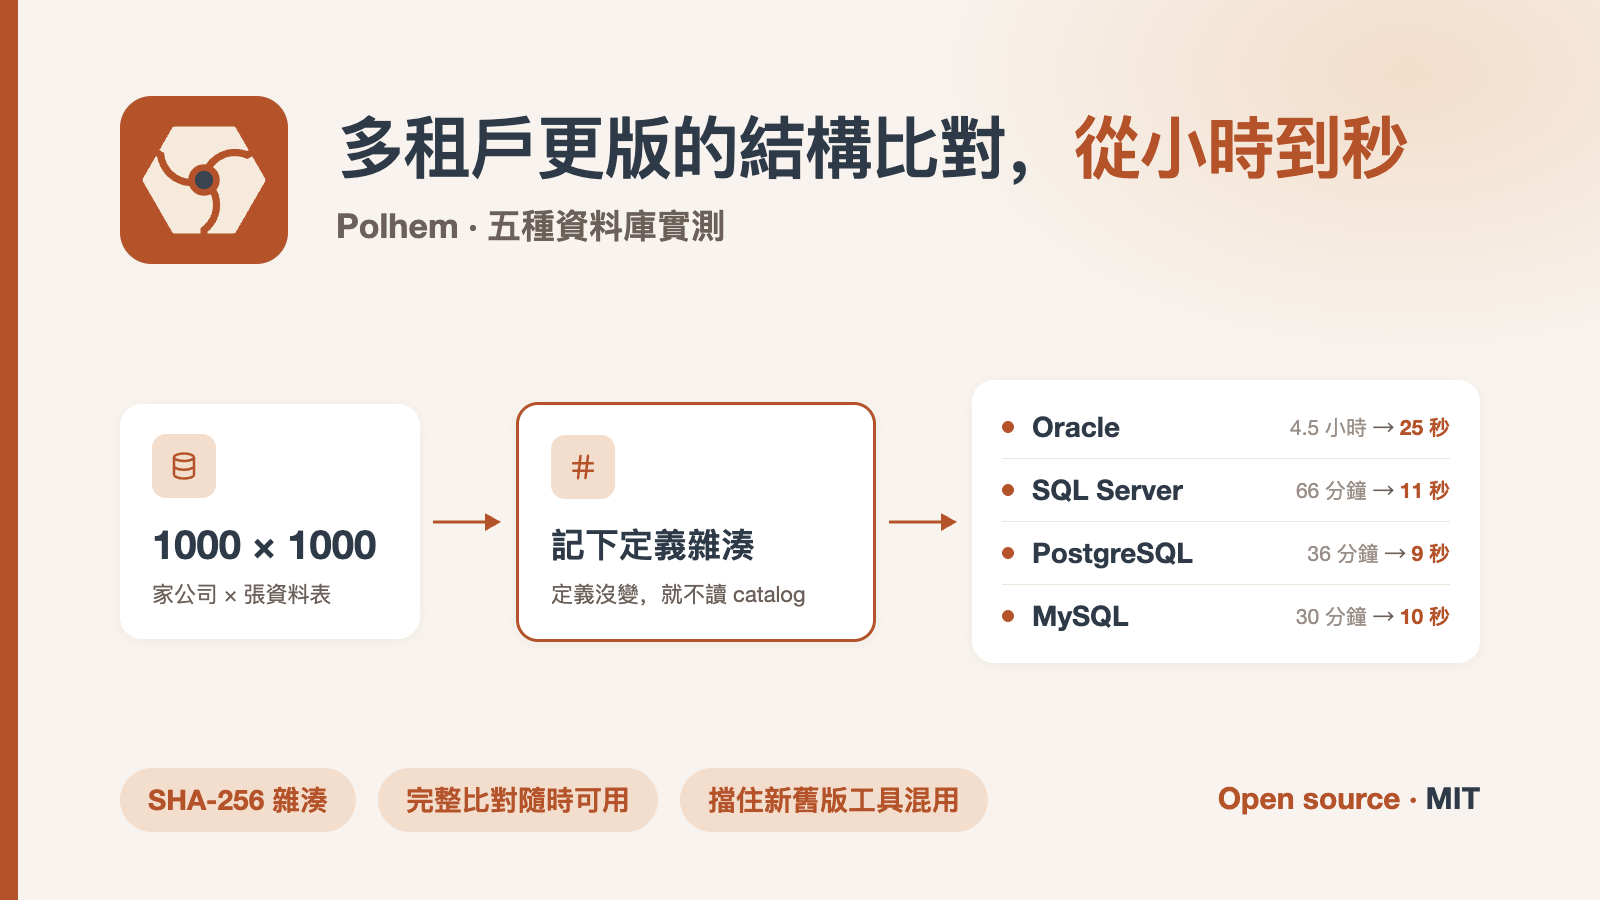 多租戶更版的結構比對，從小時到秒
Polhem · 五種資料庫實測
1000 × 1000
家公司 × 張資料表
#
記下定義雜湊
定義沒變，就不讀 catalog
Oracle 4.5 小時 → 25 秒
SQL Server 66 分鐘 → 11 秒
PostgreSQL 36 分鐘 → 9 秒
MySQL 30 分鐘 → 10 秒
SHA-256 雜湊
完整比對隨時可用
擋住新舊版工具混用
Open source · MIT